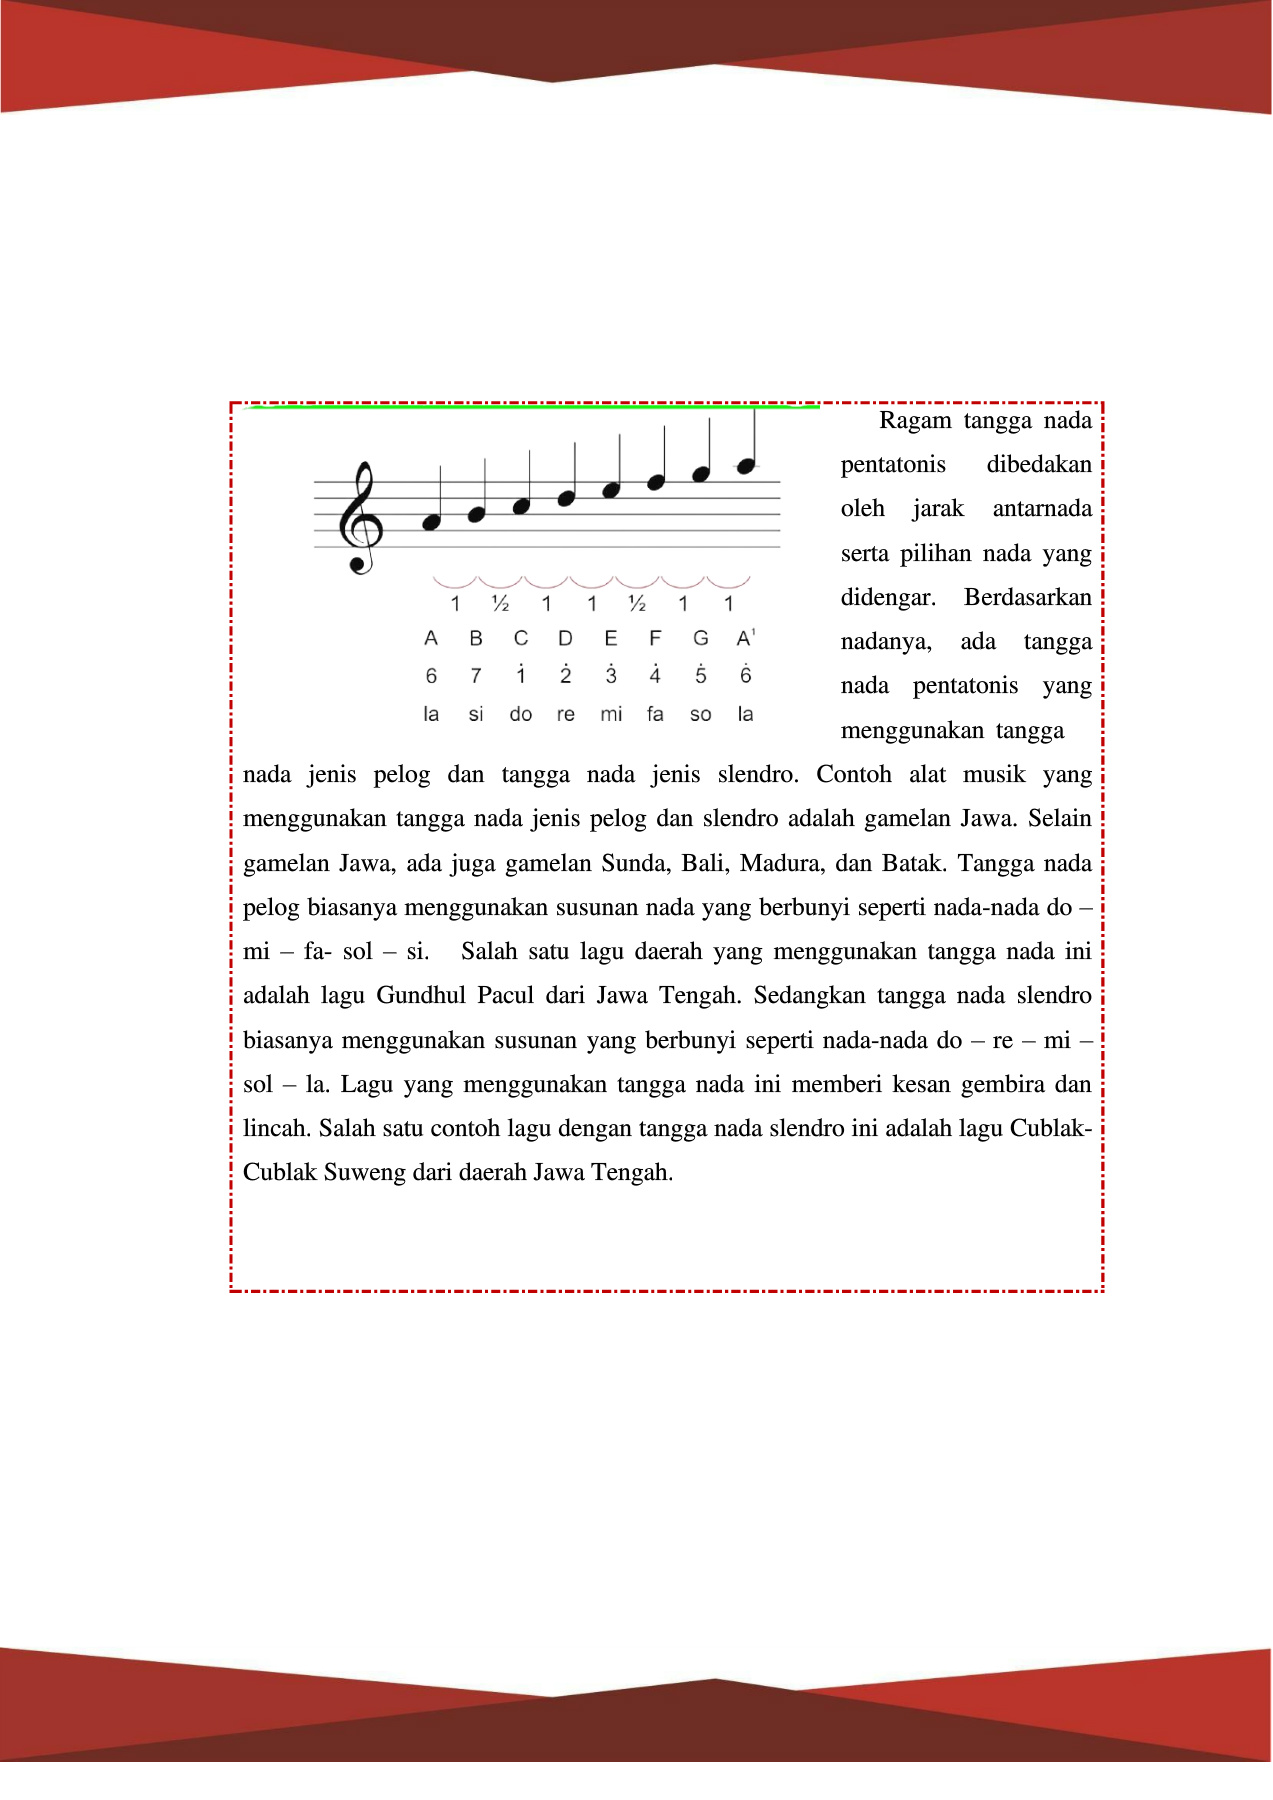 1 ½ 1 1 ½ 1 1
A B C D E F G A¹
6 7 1̇ 2̇ 3̇ 4̇ 5̇ 6̇
la si do re mi fa so la
Ragam tangga nada
pentatonis dibedakan
oleh jarak antarnada
serta pilihan nada yang
didengar. Berdasarkan
nadanya, ada tangga
nada pentatonis yang
menggunakan tangga
nada jenis pelog dan tangga nada jenis slendro. Contoh alat musik yang
menggunakan tangga nada jenis pelog dan slendro adalah gamelan Jawa. Selain
gamelan Jawa, ada juga gamelan Sunda, Bali, Madura, dan Batak. Tangga nada
pelog biasanya menggunakan susunan nada yang berbunyi seperti nada-nada do –
mi – fa- sol – si. Salah satu lagu daerah yang menggunakan tangga nada ini
adalah lagu Gundhul Pacul dari Jawa Tengah. Sedangkan tangga nada slendro
biasanya menggunakan susunan yang berbunyi seperti nada-nada do – re – mi –
sol – la. Lagu yang menggunakan tangga nada ini memberi kesan gembira dan
lincah. Salah satu contoh lagu dengan tangga nada slendro ini adalah lagu Cublak-
Cublak Suweng dari daerah Jawa Tengah.